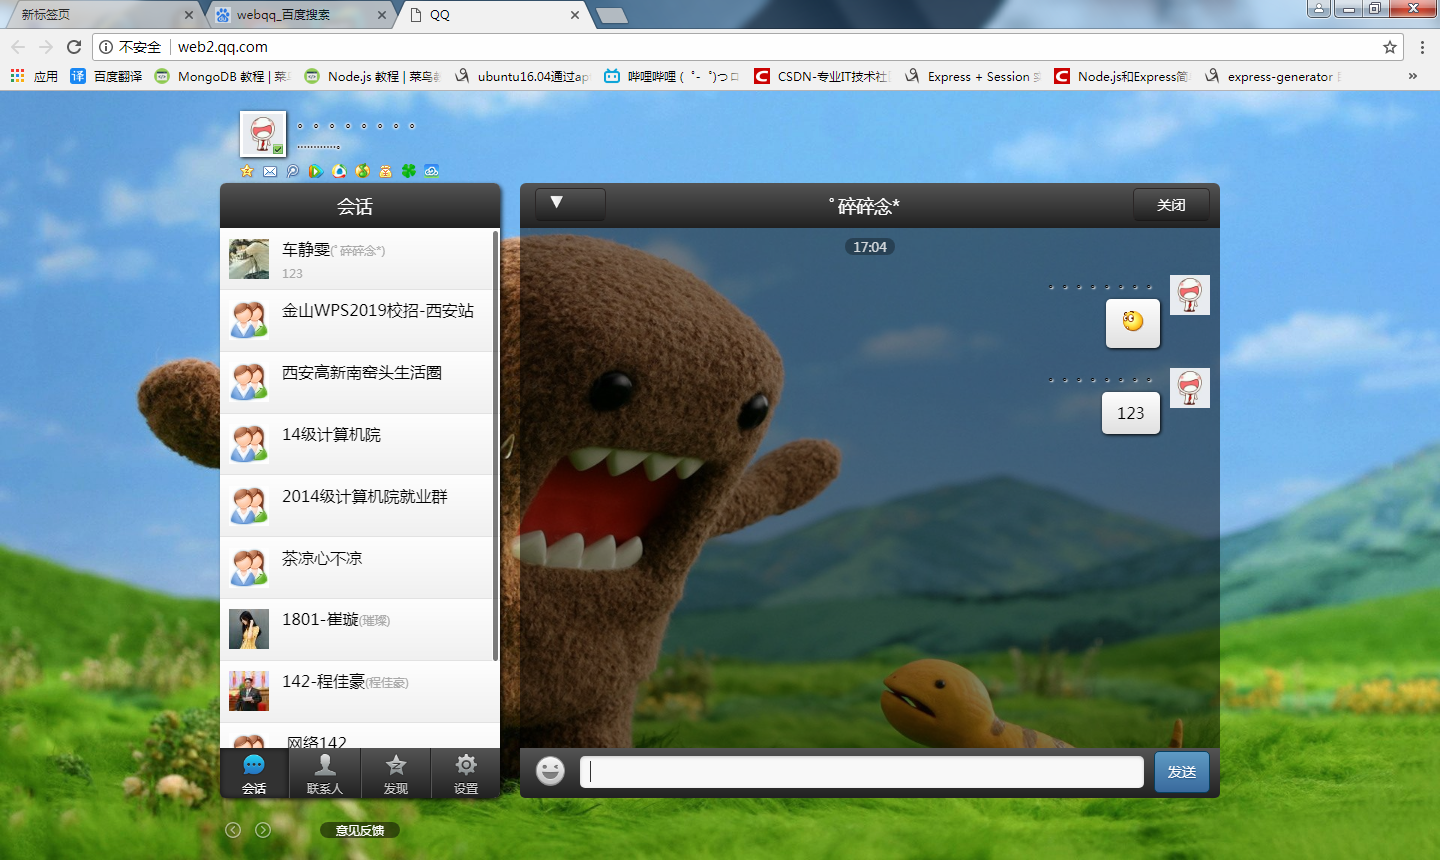 新标签页
webqq_百度搜索
QQ
不安全
web2.qq.com
应用
百度翻译
MongoDB 教程 | 菜鸟
Node.js 教程 | 菜鸟教
ubuntu16.04通过ap
哔哩哔哩 ( ゜- ゜)つロ
CSDN-专业IT技术社
Express + Session
Node.js和Express简
express-generator
»
会话
车静雯(゜碎碎念*)
123
金山WPS2019校招-西安站
西安高新南窑头生活圈
14级计算机院
2014级计算机院就业群
茶凉心不凉
1801-崔璇(璀璨)
142-程佳豪(程佳豪)
网络142
会话
联系人
发现
设置
意见反馈
▼
゜碎碎念*
关闭
17:04
。。。。。。。。
。。。。。。。。
123
发送
。。。。。。。。
............。